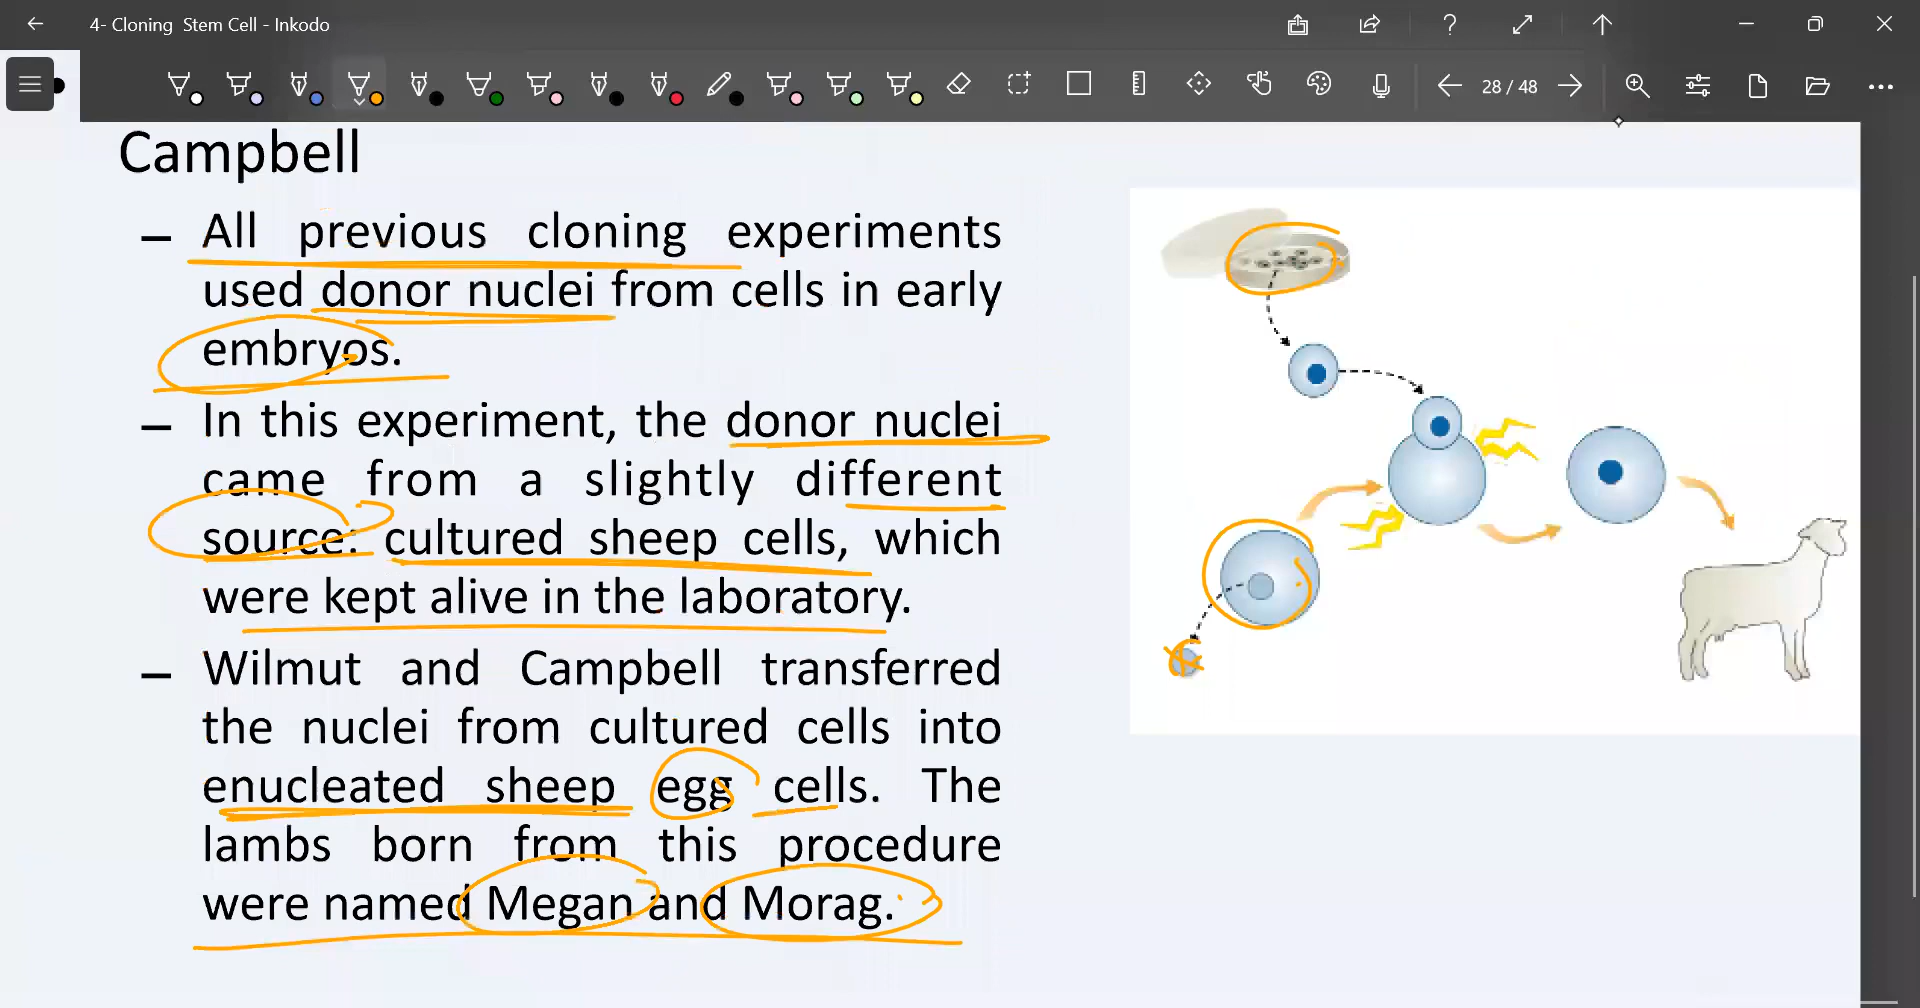 4- Cloning Stem Cell - Inkodo
28 / 48
Campbell
– All previous cloning experiments
used donor nuclei from cells in early
embryos.
– In this experiment, the donor nuclei
came from a slightly different
source: cultured sheep cells, which
were kept alive in the laboratory.
– Wilmut and Campbell transferred
the nuclei from cultured cells into
enucleated sheep egg cells. The
lambs born from this procedure
were named Megan and Morag.